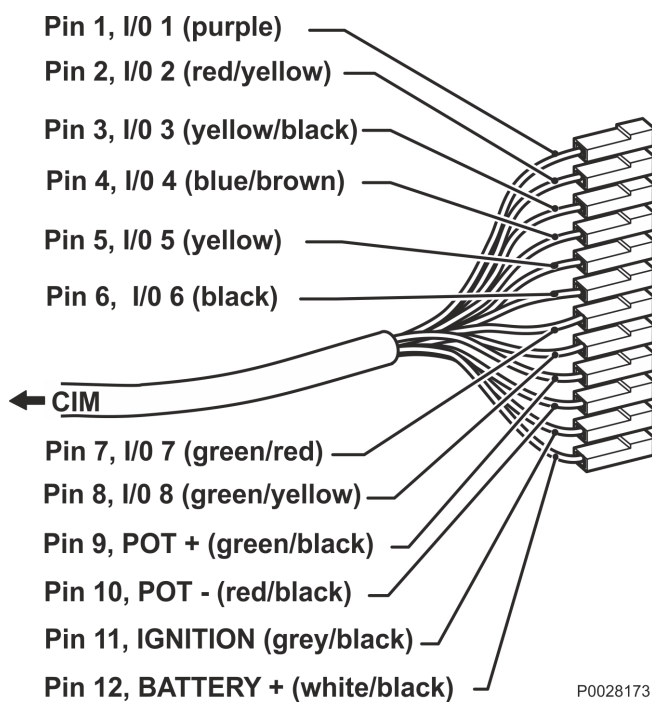 Pin 1, I/0 1 (purple)
Pin 2, I/0 2 (red/yellow)
Pin 3, I/0 3 (yellow/black)
Pin 4, I/0 4 (blue/brown)
Pin 5, I/0 5 (yellow)
Pin 6, I/0 6 (black)
CIM
Pin 7, I/0 7 (green/red)
Pin 8, I/0 8 (green/yellow)
Pin 9, POT + (green/black)
Pin 10, POT - (red/black)
Pin 11, IGNITION (grey/black)
Pin 12, BATTERY + (white/black)
P0028173